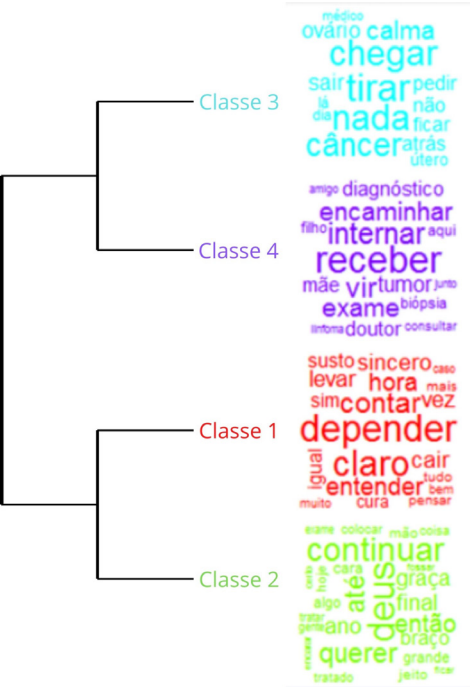 médico
ovário calma
chegar
sair tirar pedir
lá não
dia nada ficar
câncer atrás
útero
Classe 3
amigo diagnóstico
encaminhar
filho internar aqui
receber
mãe vir tumor junto
exame biópsia
linfoma doutor consultar
Classe 4
susto sincero caso
levar hora mais
sim contar vez
depender
igual claro cair
entender tudo
bem
muito cura pensar
Classe 1
exame colocar mão coisa
continuar
hoje cara até deus graça
algo final
tratar
gente ano então
braço
querer grande
tratado jeito ficar
Classe 2